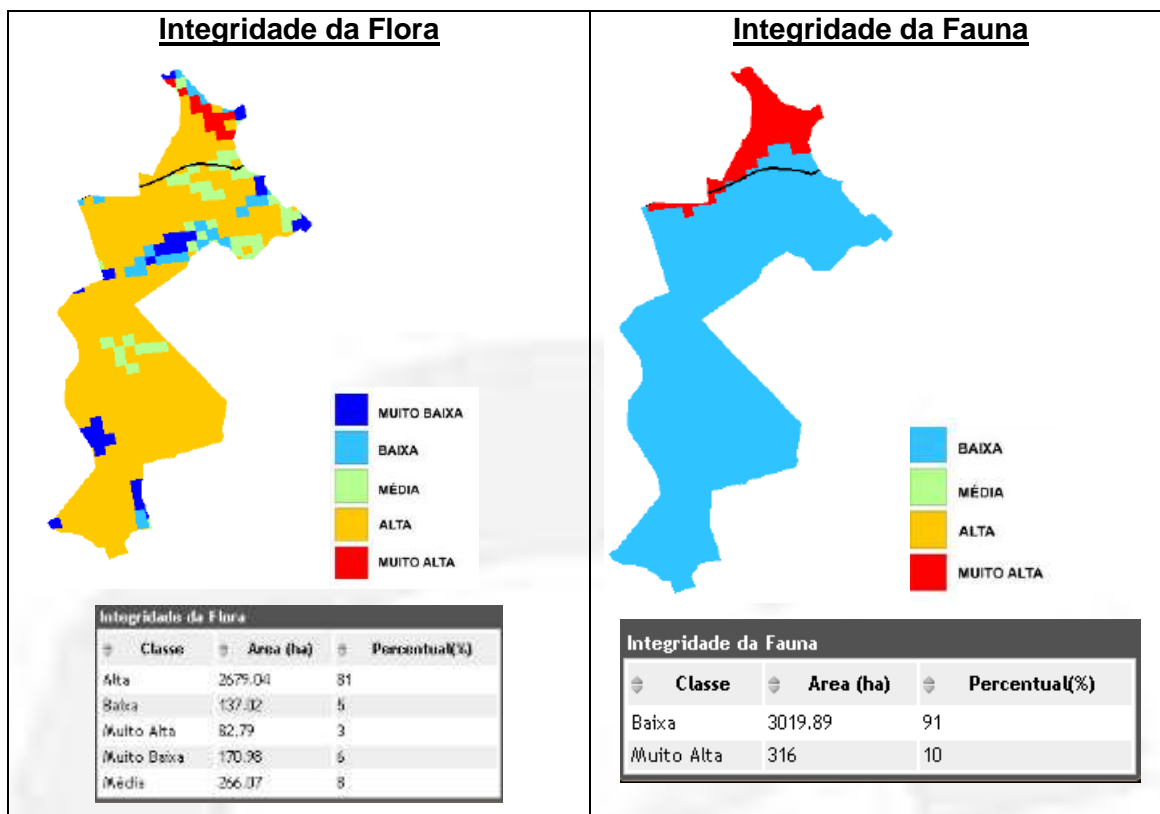 Integridade da Flora
MUITO BAIXA
BAIXA
MÉDIA
ALTA
MUITO ALTA
Integridade da Flora
Classe Area (ha) Percentual(%)
Alta 2679.04 81
Baixa 137.02 5
Muito Alta 82.79 3
Muito Baixa 170.98 6
Média 266.07 8
Integridade da Fauna
BAIXA
MÉDIA
ALTA
MUITO ALTA
Integridade da Fauna
Classe Area (ha) Percentual(%)
Baixa 3019.89 91
Muito Alta 316 10